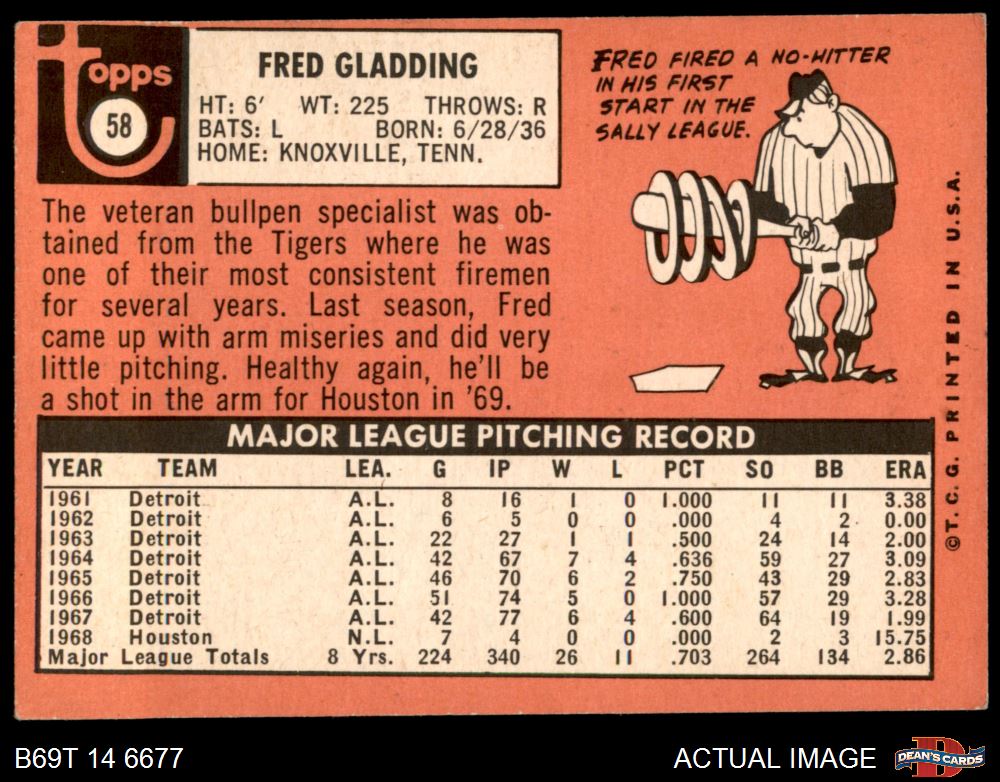 Topps
58
FRED GLADDING
HT: 6' WT: 225 THROWS: R
BATS: L BORN: 6/28/36
HOME: KNOXVILLE, TENN.
FRED FIRED A NO-HITTER
IN HIS FIRST
START IN THE
SALLY LEAGUE.
The veteran bullpen specialist was ob-
tained from the Tigers where he was
one of their most consistent firemen
for several years. Last season, Fred
came up with arm miseries and did very
little pitching. Healthy again, he'll be
a shot in the arm for Houston in '69.
MAJOR LEAGUE PITCHING RECORD
YEAR TEAM LEA. G IP W L PCT SO BB ERA
1961 Detroit A.L. 8 16 1 0 1.000 11 11 3.38
1962 Detroit A.L. 6 5 0 0 .000 4 2 0.00
1963 Detroit A.L. 22 27 1 1 .500 24 14 2.00
1964 Detroit A.L. 42 67 7 4 .636 59 27 3.09
1965 Detroit A.L. 46 70 6 2 .750 43 29 2.83
1966 Detroit A.L. 51 74 5 0 1.000 57 29 3.28
1967 Detroit A.L. 42 77 6 4 .600 64 19 1.99
1968 Houston N.L. 7 4 0 0 .000 2 3 15.75
Major League Totals 8 Yrs. 224 340 26 11 .703 264 134 2.86
©T. C. G. PRINTED IN U.S.A.
B69T 14 6677
ACTUAL IMAGE
DEAN'S CARDS